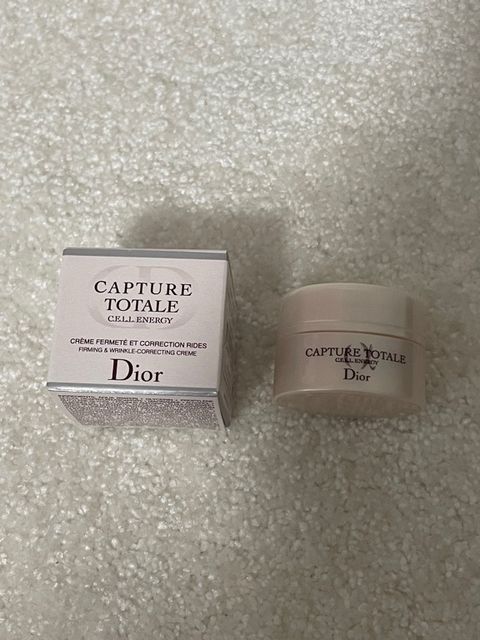 CAPTURE
TOTALE
C.E.L.L. ENERGY
CRÈME FERMETÉ ET CORRECTION RIDES
FIRMING & WRINKLE-CORRECTING CREME
Dior
CAPTURE TOTALE
C.E.L.L. ENERGY
Dior